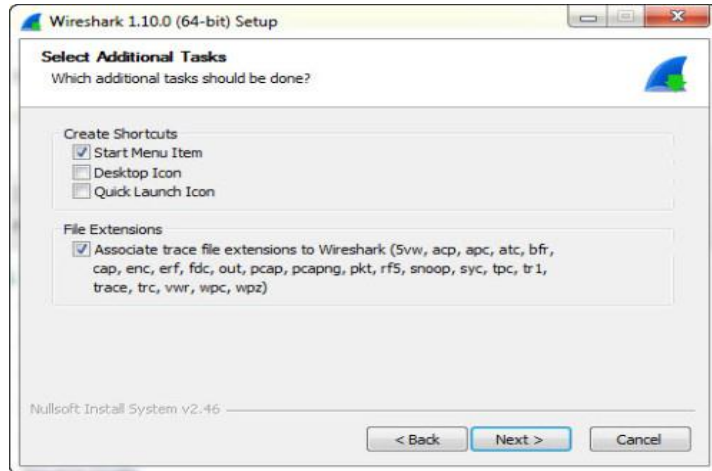 Wireshark 1.10.0 (64-bit) Setup
Select Additional Tasks
Which additional tasks should be done?
Create Shortcuts
Start Menu Item
Desktop Icon
Quick Launch Icon
File Extensions
Associate trace file extensions to Wireshark (5vw, acp, apc, atc, bfr,
cap, enc, erf, fdc, out, pcap, pcapng, pkt, rf5, snoop, syc, tpc, tr1,
trace, trc, vwr, wpc, wpz)
Nullsoft Install System v2.46
< Back
Next >
Cancel